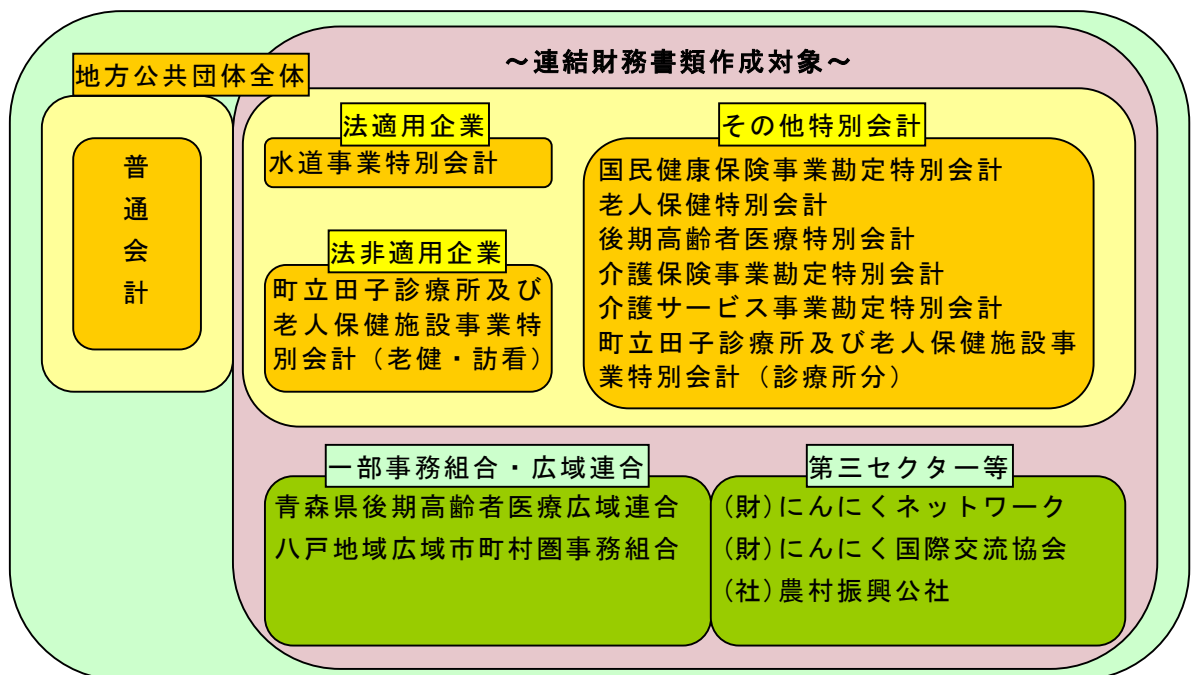 ～連結財務書類作成対象～
地方公共団体全体
普
通
会
計
法適用企業
水道事業特別会計
法非適用企業
町立田子診療所及び
老人保健施設事業特
別会計（老健・訪看）
その他特別会計
国民健康保険事業勘定特別会計
老人保健特別会計
後期高齢者医療特別会計
介護保険事業勘定特別会計
介護サービス事業勘定特別会計
町立田子診療所及び老人保健施設事
業特別会計（診療所分）
一部事務組合・広域連合
青森県後期高齢者医療広域連合
八戸地域広域市町村圏事務組合
第三セクター等
(財)にんにくネットワーク
(財)にんにく国際交流協会
(社)農村振興公社